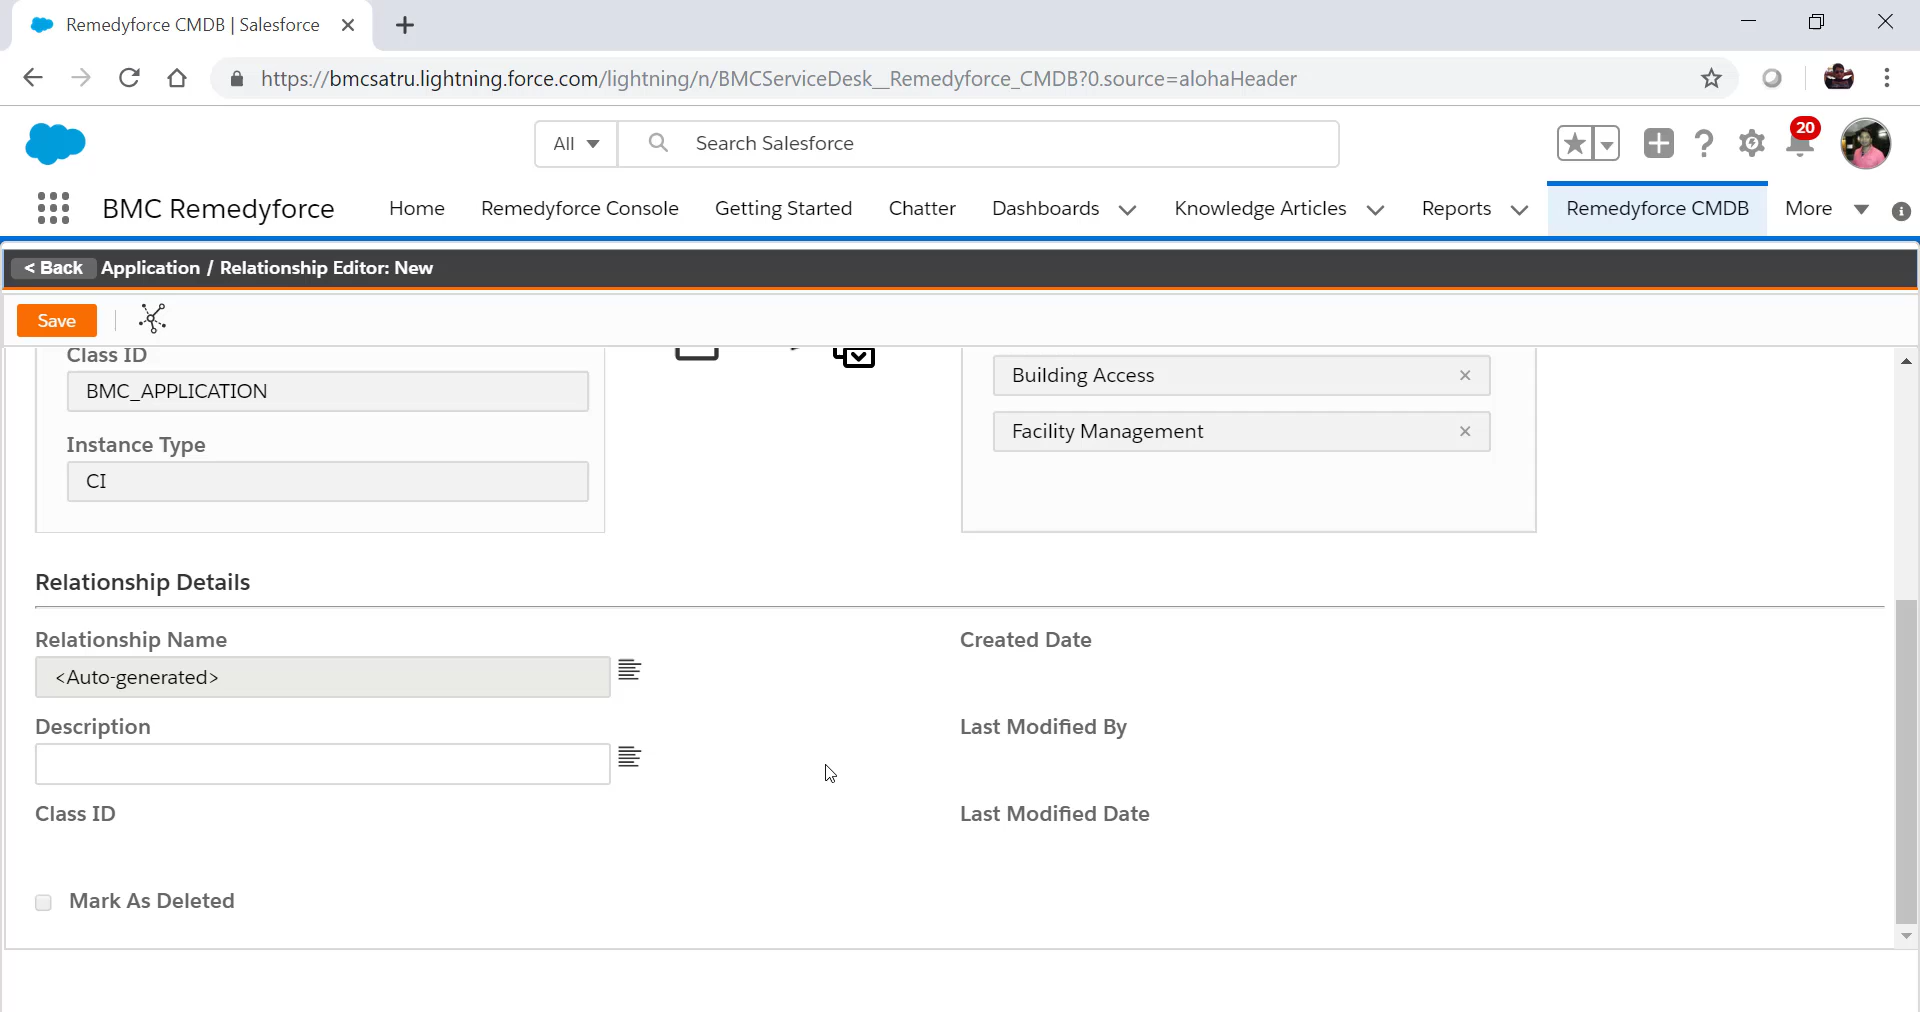 Remedyforce CMDB | Salesforce
https://bmcsatru.lightning.force.com/lightning/n/BMCServiceDesk__Remedyforce_CMDB?0.source=alohaHeader
All
Search Salesforce
20
BMC Remedyforce
Home
Remedyforce Console
Getting Started
Chatter
Dashboards
Knowledge Articles
Reports
Remedyforce CMDB
More
< Back
Application / Relationship Editor: New
Save
Class ID
BMC_APPLICATION
Instance Type
CI
Building Access
Facility Management
Relationship Details
Relationship Name
<Auto-generated>
Description
Class ID
Mark As Deleted
Created Date
Last Modified By
Last Modified Date